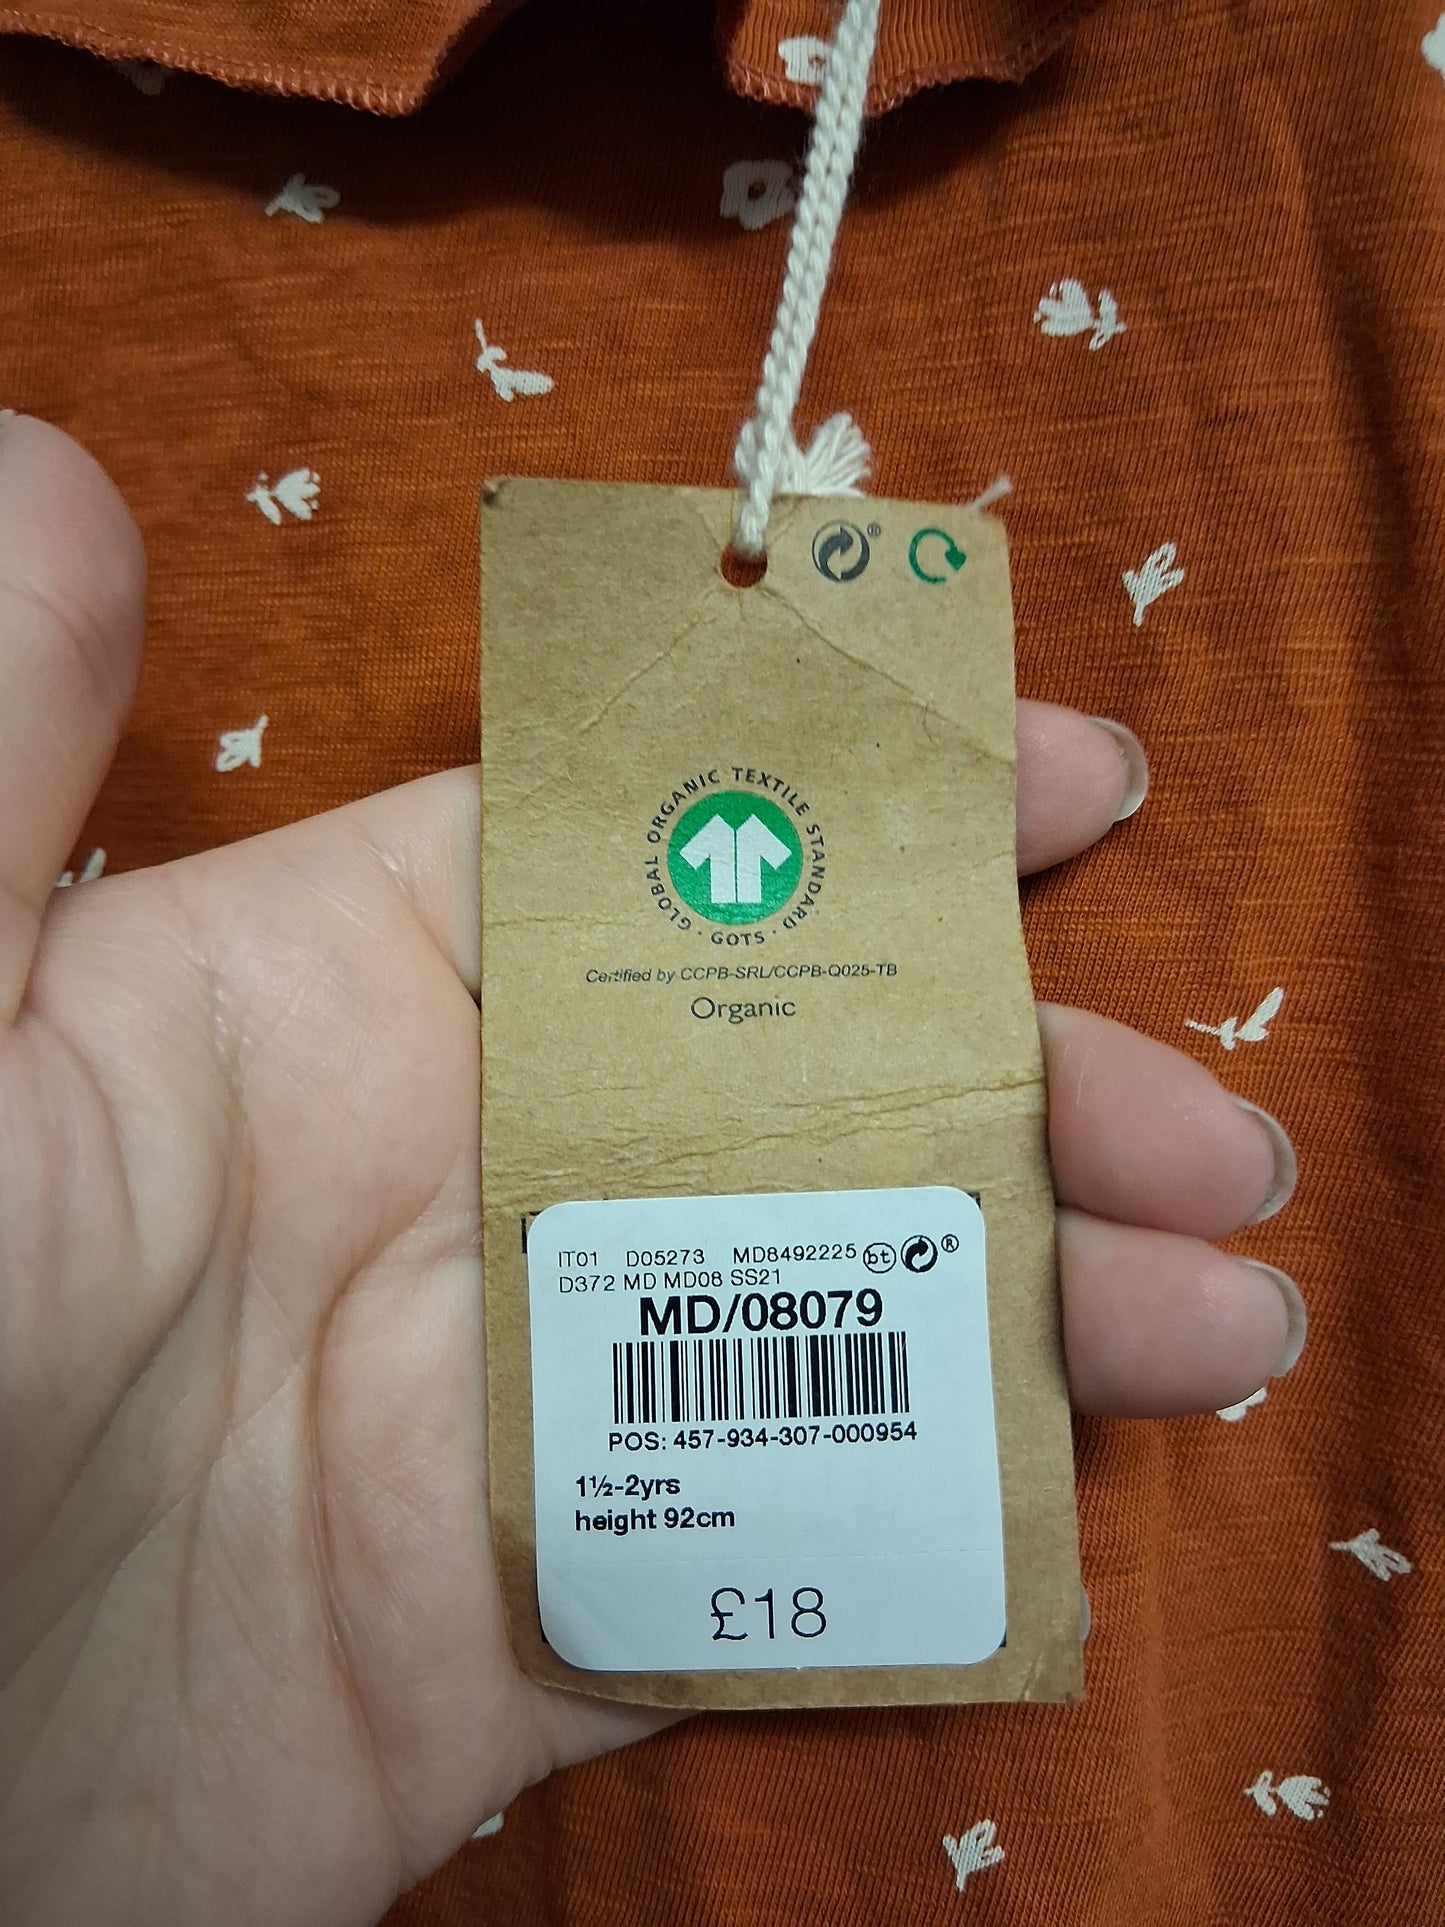 ®
GLOBAL ORGANIC TEXTILE STANDARD · GOTS ·
Certified by CCPB-SRL/CCPB-Q025-TB
Organic
IT01 D05273 MD8492225 bt ®
D372 MD MD08 SS21
MD/08079
POS: 457-934-307-000954
1½-2yrs
height 92cm
£18